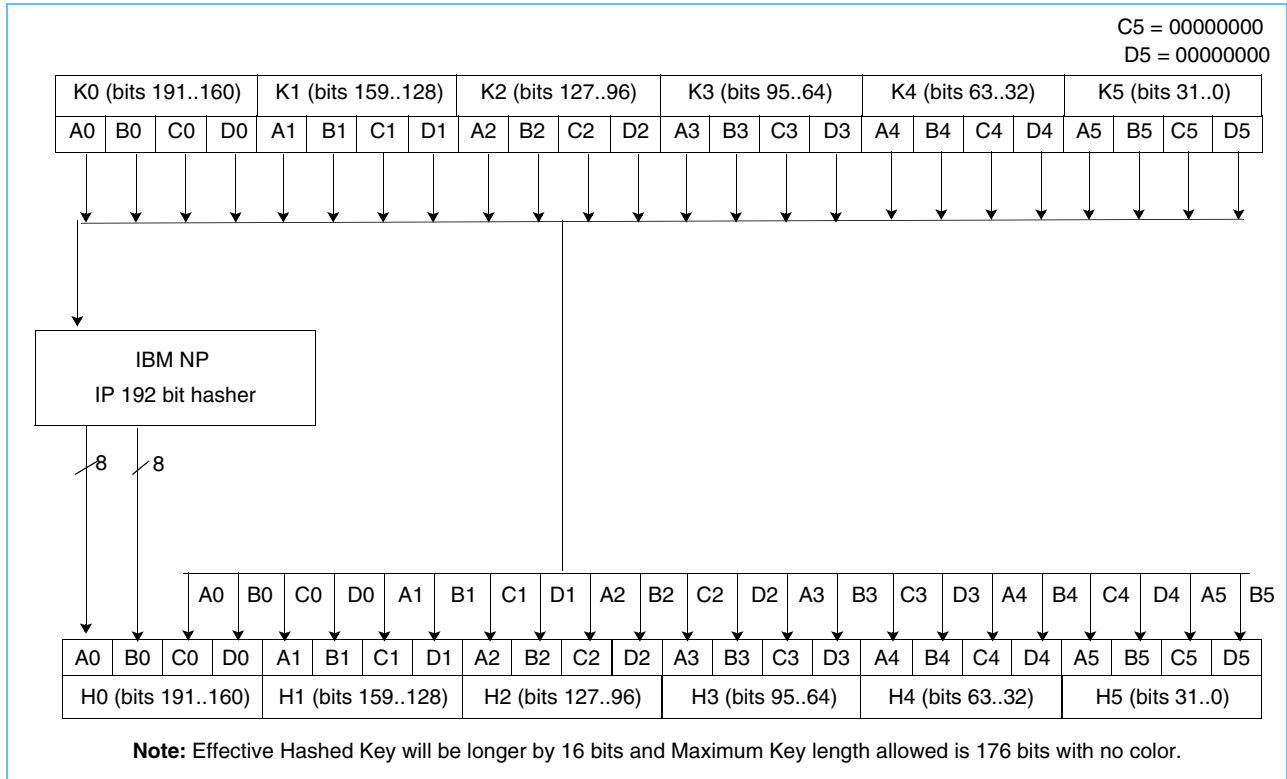 C5 = 00000000
D5 = 00000000
K0 (bits 191..160) K1 (bits 159..128) K2 (bits 127..96) K3 (bits 95..64) K4 (bits 63..32) K5 (bits 31..0)
A0 B0 C0 D0 A1 B1 C1 D1 A2 B2 C2 D2 A3 B3 C3 D3 A4 B4 C4 D4 A5 B5 C5 D5
IBM NP
IP 192 bit hasher
8 8
A0 B0 C0 D0 A1 B1 C1 D1 A2 B2 C2 D2 A3 B3 C3 D3 A4 B4 C4 D4 A5 B5
A0 B0 C0 D0 A1 B1 C1 D1 A2 B2 C2 D2 A3 B3 C3 D3 A4 B4 C4 D4 A5 B5 C5 D5
H0 (bits 191..160) H1 (bits 159..128) H2 (bits 127..96) H3 (bits 95..64) H4 (bits 63..32) H5 (bits 31..0)
Note: Effective Hashed Key will be longer by 16 bits and Maximum Key length allowed is 176 bits with no color.